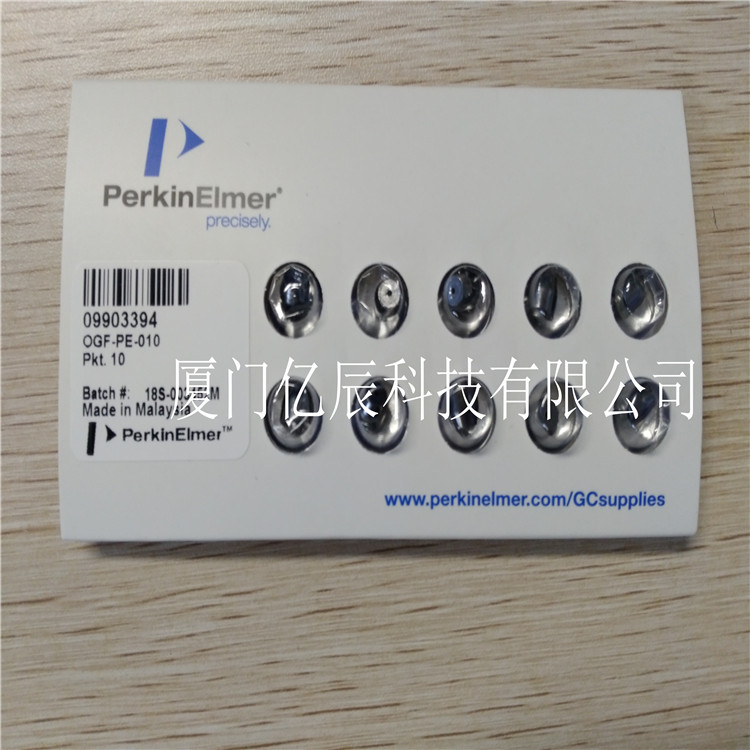 PerkinElmer®
precisely.
09903394
OGF-PE-010
Pkt. 10
Batch #:
Made in Malaysia
PerkinElmer™
厦门亿辰科技有限公司
www.perkinelmer.com/GCsupplies